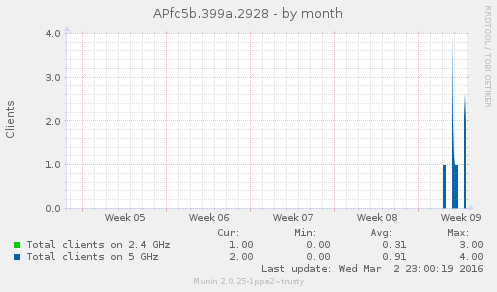 APfc5b.399a.2928 - by month
RRDTOOL / TOBI OETIKER
Clients
4.0
3.0
2.0
1.0
0.0
Week 05 Week 06 Week 07 Week 08 Week 09
Cur: Min: Avg: Max:
Total clients on 2.4 GHz 1.00 0.00 0.31 3.00
Total clients on 5 GHz 2.00 0.00 0.91 4.00
Last update: Wed Mar 2 23:00:19 2016
Munin 2.0.25-1ppa2~trusty